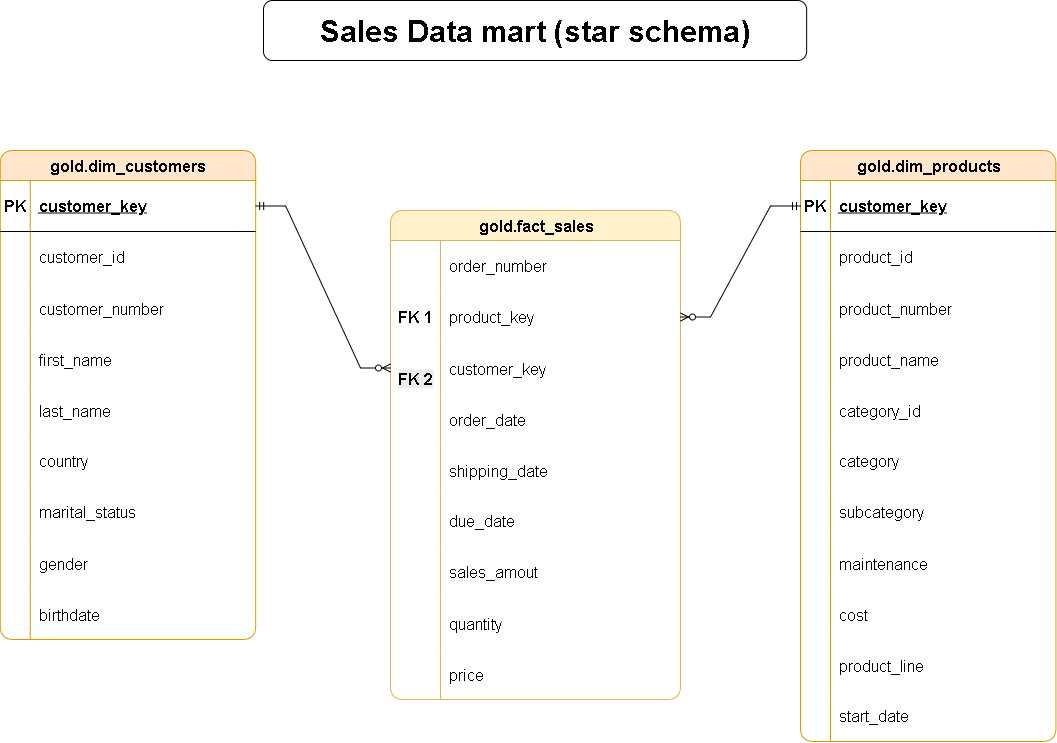 Sales Data mart (star schema)
gold.dim_customers
PK customer_key
customer_id
customer_number
first_name
last_name
country
marital_status
gender
birthdate
gold.fact_sales
order_number
FK 1 product_key
FK 2 customer_key
order_date
shipping_date
due_date
sales_amout
quantity
price
gold.dim_products
PK customer_key
product_id
product_number
product_name
category_id
category
subcategory
maintenance
cost
product_line
start_date